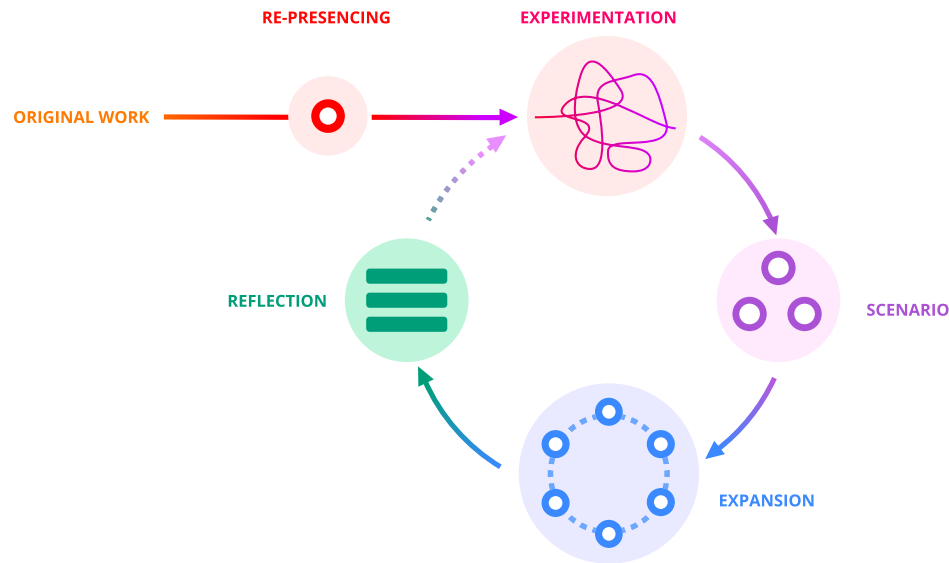 RE-PRESENCING
EXPERIMENTATION
ORIGINAL WORK
REFLECTION
SCENARIO
EXPANSION